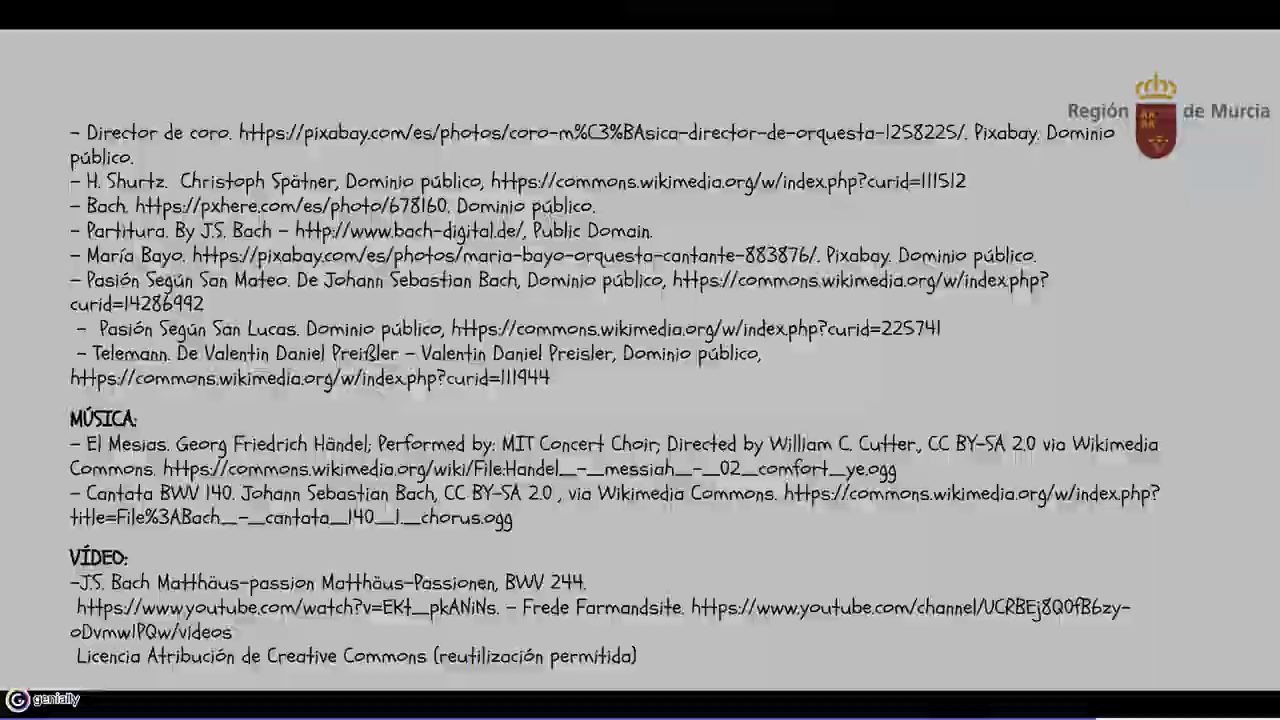 Región de Murcia
- Director de coro. https://pixabay.com/es/photos/coro-m%C3%BAsica-director-de-orquesta-1258225/. Pixabay. Dominio
público.
- H. Shurtz.  Christoph Spätner, Dominio público, https://commons.wikimedia.org/w/index.php?curid=111512
- Bach. https://pxhere.com/es/photo/678160. Dominio público.
- Partitura. By J.S. Bach - http://www.bach-digital.de/, Public Domain.
- María Bayo. https://pixabay.com/es/photos/maria-bayo-orquesta-cantante-883876/. Pixabay. Dominio público.
- Pasión Según San Mateo. De Johann Sebastian Bach, Dominio público, https://commons.wikimedia.org/w/index.php?
curid=14286992
-  Pasión Según San Lucas. Dominio público, https://commons.wikimedia.org/w/index.php?curid=225741
- Telemann. De Valentin Daniel Preißler - Valentin Daniel Preisler, Dominio público,
https://commons.wikimedia.org/w/index.php?curid=111944
MÚSICA:
- El Mesias. Georg Friedrich Händel; Performed by: MIT Concert Choir; Directed by William C. Cutter., CC BY-SA 2.0 via Wikimedia
Commons. https://commons.wikimedia.org/wiki/File:Handel_-_messiah_-_02_comfort_ye.ogg
- Cantata BWV 140. Johann Sebastian Bach, CC BY-SA 2.0 , via Wikimedia Commons. https://commons.wikimedia.org/w/index.php?
title=File%3ABach_-_cantata_140_1._chorus.ogg
VÍDEO:
-J.S. Bach Matthäus-passion Matthäus-Passionen, BWV 244.
https://www.youtube.com/watch?v=EKt_pkANiNs. - Frede Farmandsite. https://www.youtube.com/channel/UCRBEj8Q0fB6zy-
oDvmwlPQw/videos
Licencia Atribución de Creative Commons (reutilización permitida)
genially